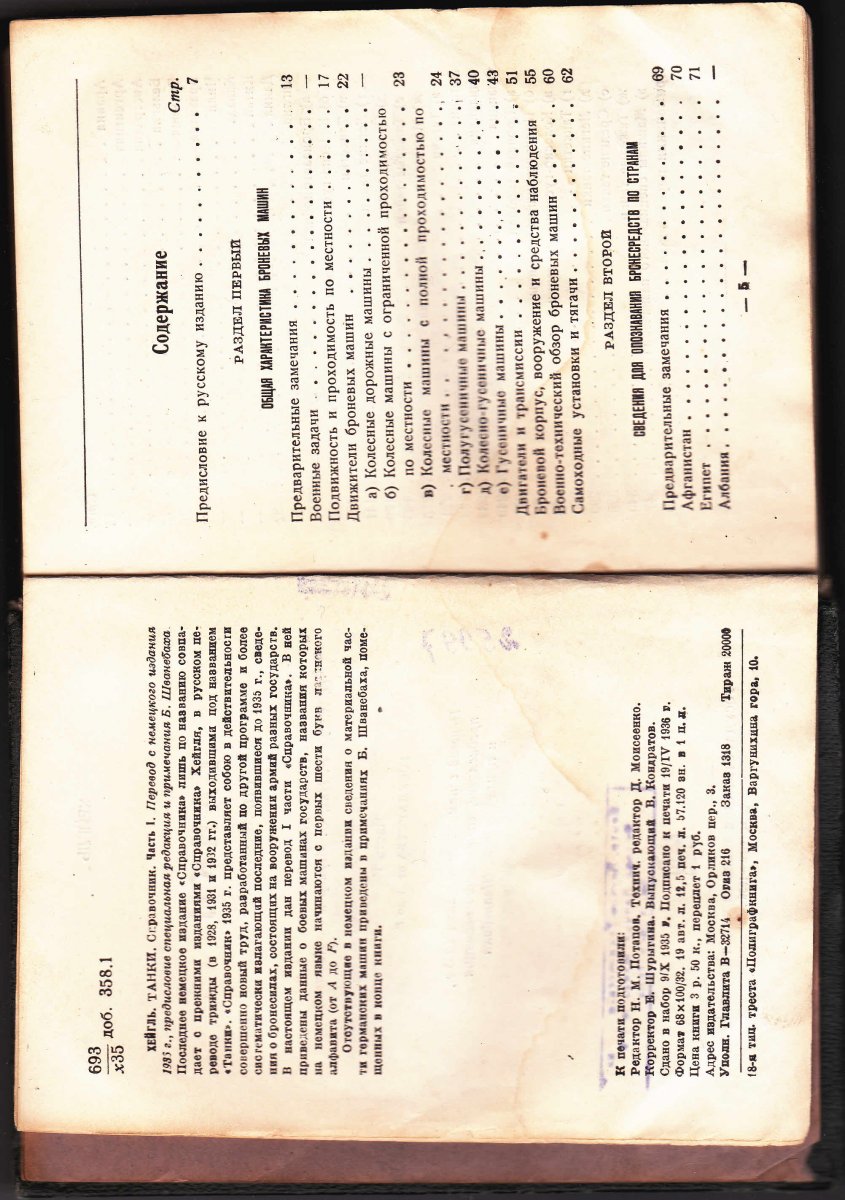 693
х35
доб. 358.1
ХЕЙГЛЬ. ТАНКИ. Справочник. Часть I. Перевод с немецкого издания
1935 г., предисловие специальная редакция и примечания Б. Шванебаха.
Последнее немецкое издание «Справочника» лишь по названию совпа-
дает с прежними изданиями «Справочника» Хейгля, в русском пе-
реводе трижды (в 1928, 1931 и 1932 гг.) выходившими под названием
«Танки». «Справочник» 1935 г. представляет собою в действительности
совершенно новый труд, разработанный по другой программе и более
систематически излагающий последние, появившиеся до 1935 г., сведе-
ния о бронесилах, состоящих на вооружении армий разных государств.
В настоящем издании дан перевод I части «Справочника». В ней
приведены данные о боевых машинах государств, названия которых
на немецком языке начинаются с первых шести букв латинского
алфавита (от А до F).
Отсутствующие в немецком издании сведения о материальной час-
ти германских машин приведены в примечаниях Б. Шванебаха, поме-
щенных в конце книги.
К печати подготовили:
Редактор Н. М. Потапов. Технич. редактор Д. Моисеенко.
Корректор Е. Шурыгина. Выпускающий В. Кондратов.
Сдано в набор 9/X 1935 г. Подписано к печати 19/IV 1936 г.
Формат 68×100/32. 19 авт. л. 12,5 печ. л. 57.120 зн. в 1 п. л.
Цена книги 3 р. 50 к., переплет 1 руб.
Адрес издательства: Москва, Орликов пер., 3,
Уполн. Главлита В—32714 Огиз 216 Заказ 1318 Тираж 20000
18-я тип. треста «Полиграфкнига», Москва, Варгунихина гора, 10.
Содержание
Стр.
Предисловие к русскому изданию . . . . . . . . . . . 7
РАЗДЕЛ ПЕРВЫЙ
ОБЩАЯ ХАРАКТЕРИСТИКА БРОНЕВЫХ МАШИН
Предварительные замечания . . . . . . . . . . . . . . 13
Военные задачи . . . . . . . . . . . . . . . . . . . —
Подвижность и проходимость по местности . . . . . . 17
Движители броневых машин . . . . . . . . . . . . . . 22
а) Колесные дорожные машины . . . . . . . . . . . . —
б) Колесные машины с ограниченной проходимостью
по местности . . . . . . . . . . . . . . . . . . . 23
в) Колесные машины с полной проходимостью по
местности . . . . . . . . . . . . . . . . . . . . 24
г) Полугусеничные машины . . . . . . . . . . . . . 37
д) Колесно-гусеничные машины . . . . . . . . . . . 40
е) Гусеничные машины . . . . . . . . . . . . . . . 43
Двигатели и трансмиссии . . . . . . . . . . . . . . 51
Броневой корпус, вооружение и средства наблюдения 55
Военно-технический обзор броневых машин . . . . . . 60
Самоходные установки и тягачи . . . . . . . . . . . 62
РАЗДЕЛ ВТОРОЙ
СВЕДЕНИЯ ДЛЯ ОПОЗНАВАНИЯ БРОНЕСРЕДСТВ ПО СТРАНАМ
Предварительные замечания . . . . . . . . . . . . . 69
Афганистан . . . . . . . . . . . . . . . . . . . . 70
Египет . . . . . . . . . . . . . . . . . . . . . . 71
Албания . . . . . . . . . . . . . . . . . . . . . . —
— 5 —